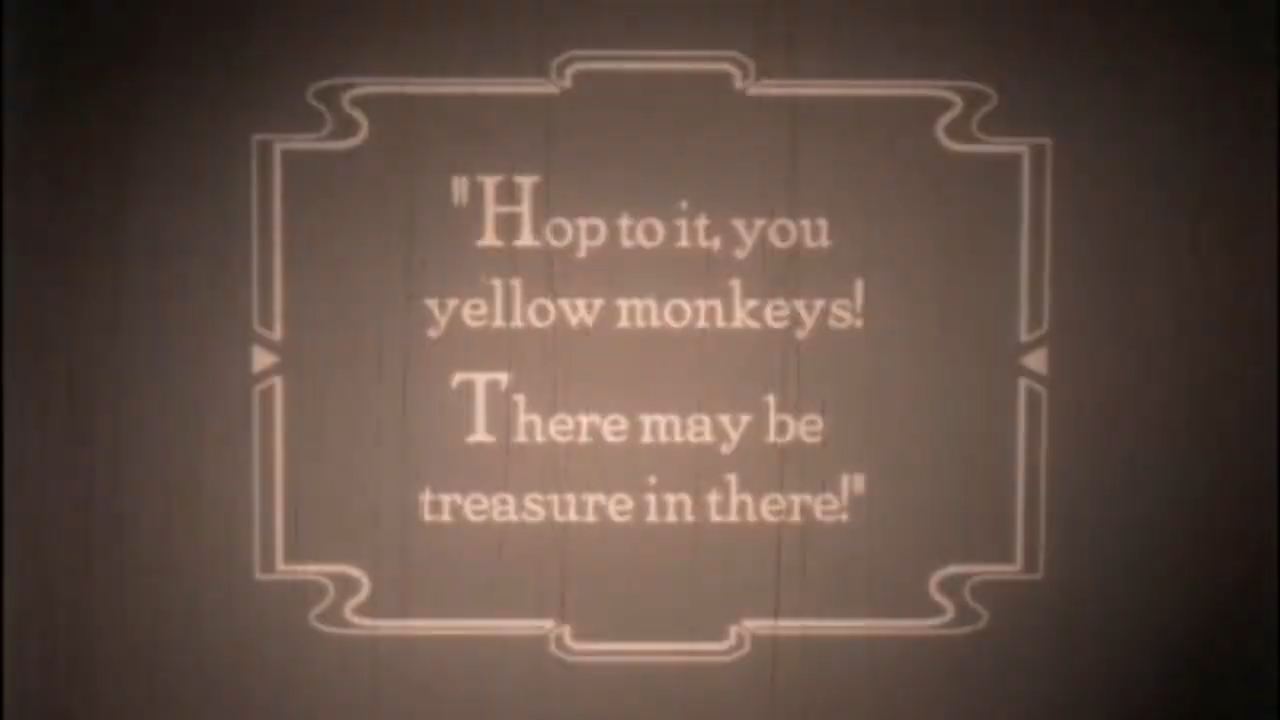 "Hop to it, you
yellow monkeys!
There may be
treasure in there!"